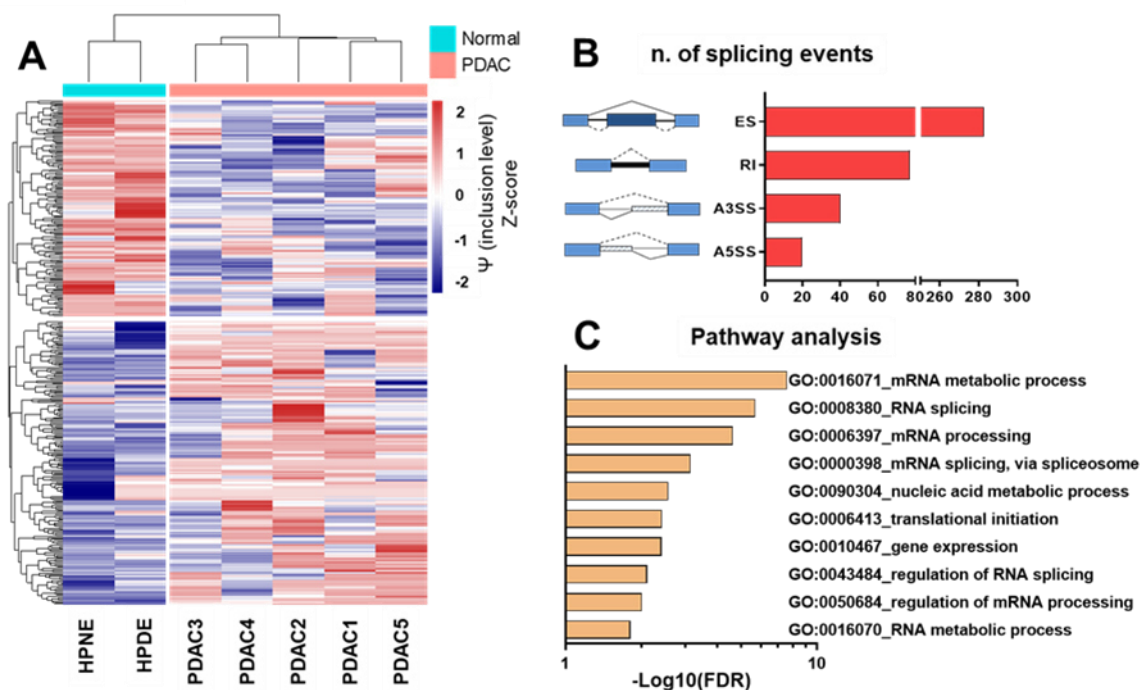 A
Normal
PDAC
2
1
0
-1
-2
Ψ (inclusion level)
Z-score
HPNE
HPDE
PDAC3
PDAC4
PDAC2
PDAC1
PDAC5
B
n. of splicing events
ES
RI
A3SS
A5SS
0 20 40 60 80 260 280 300
C
Pathway analysis
GO:0016071_mRNA metabolic process
GO:0008380_RNA splicing
GO:0006397_mRNA processing
GO:0000398_mRNA splicing, via spliceosome
GO:0090304_nucleic acid metabolic process
GO:0006413_translational initiation
GO:0010467_gene expression
GO:0043484_regulation of RNA splicing
GO:0050684_regulation of mRNA processing
GO:0016070_RNA metabolic process
1 10
-Log10(FDR)